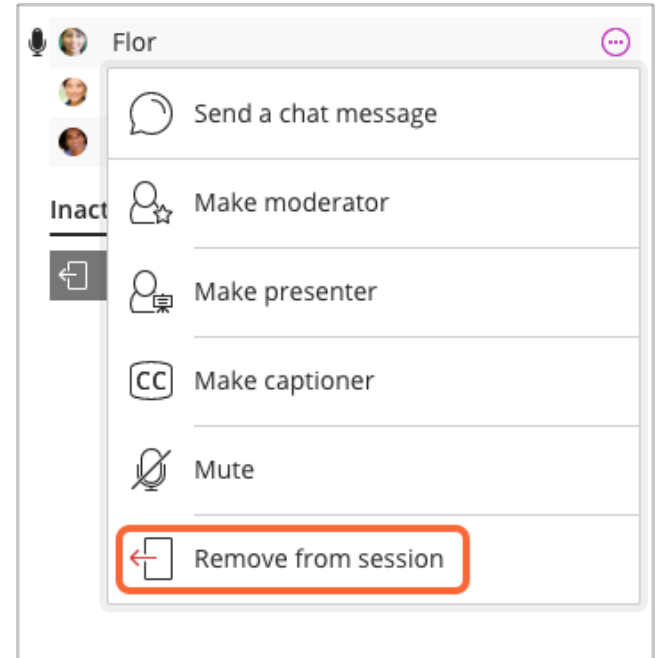 Flor
Send a chat message
Make moderator
Inact
Make presenter
CC Make captioner
Mute
Remove from session